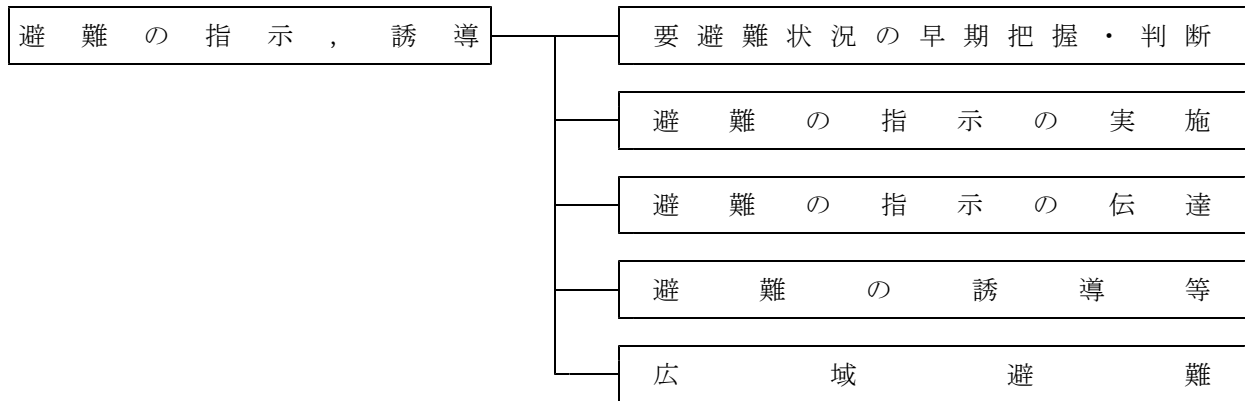 避難の指示，誘導
要避難状況の早期把握・判断
避難の指示の実施
避難の指示の伝達
避難の誘導等
広域避難